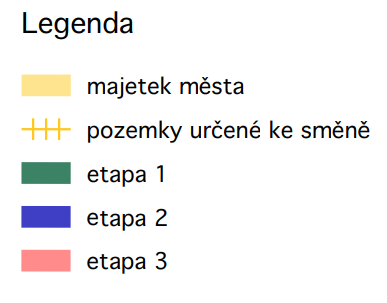 Legenda
majetek města
pozemky určené ke směně
etapa 1
etapa 2
etapa 3